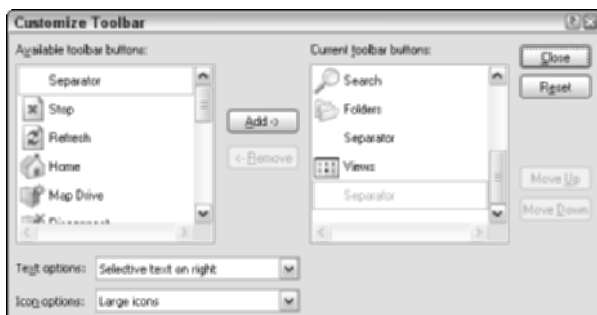 Customize Toolbar
Available toolbar buttons:
Separator
Stop
Refresh
Home
Map Drive
Disconnect
Add ->
<- Remove
Current toolbar buttons:
Search
Folders
Separator
Views
Separator
Close
Reset
Move Up
Move Down
Text options: Selective text on right
Icon options: Large icons